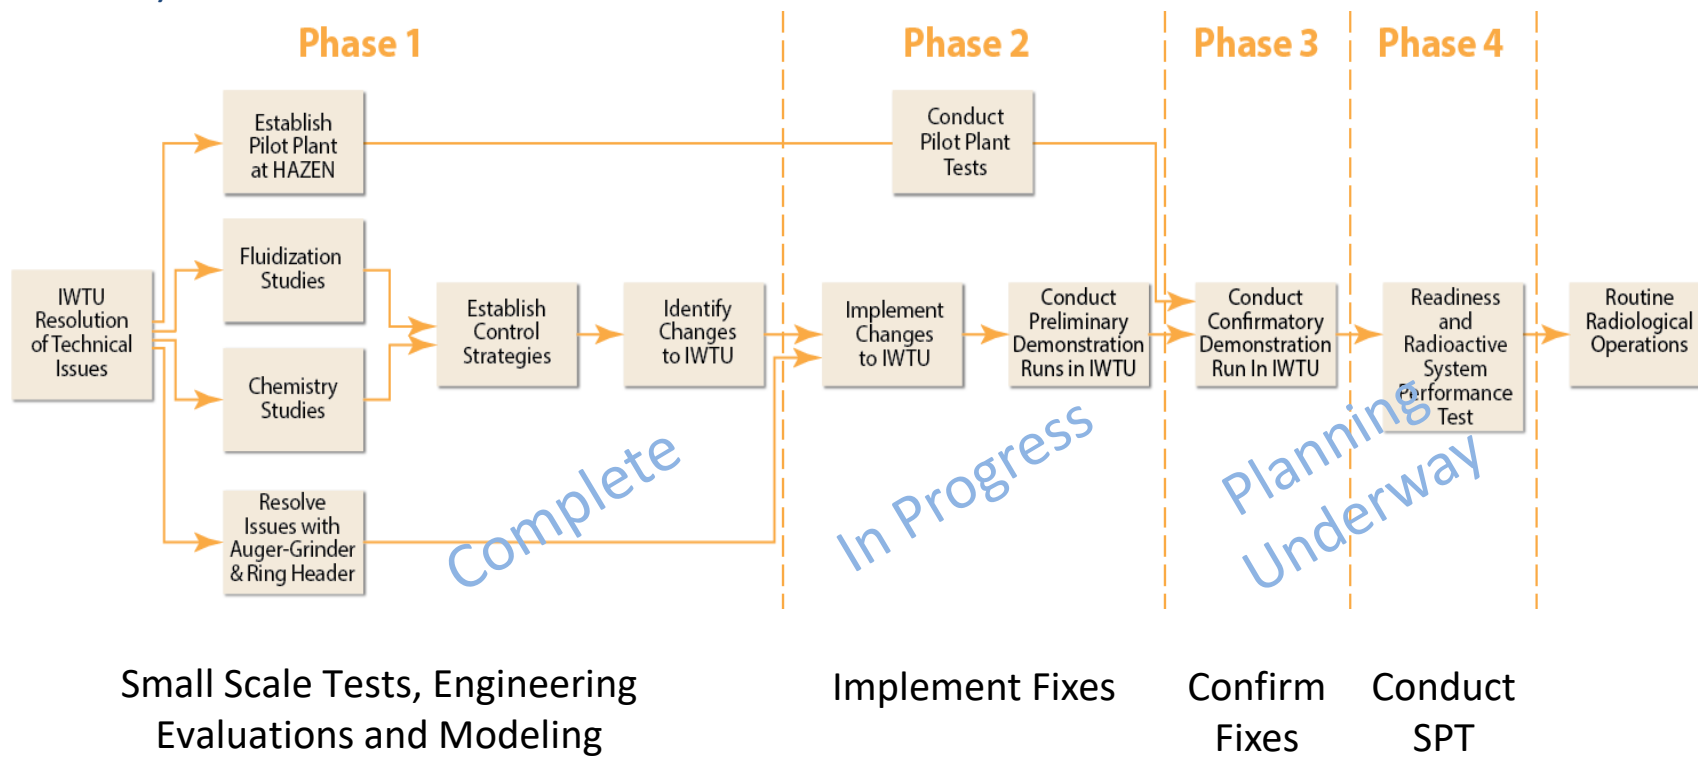 Phase 1
Phase 2
Phase 3
Phase 4
Establish
Pilot Plant
at HAZEN
Conduct
Pilot Plant
Tests
Fluidization
Studies
IWTU
Resolution
of Technical
Issues
Establish
Control
Strategies
Identify
Changes
to IWTU
Implement
Changes
to IWTU
Conduct
Preliminary
Demonstration
Runs in IWTU
Conduct
Confirmatory
Demonstration
Run In IWTU
Readiness
and
Radioactive
System
Performance
Test
Routine
Radiological
Operations
Chemistry
Studies
Resolve
Issues with
Auger-Grinder
& Ring Header
Complete
In Progress
Planning
Underway
Small Scale Tests, Engineering
Evaluations and Modeling
Implement Fixes
Confirm
Fixes
Conduct
SPT